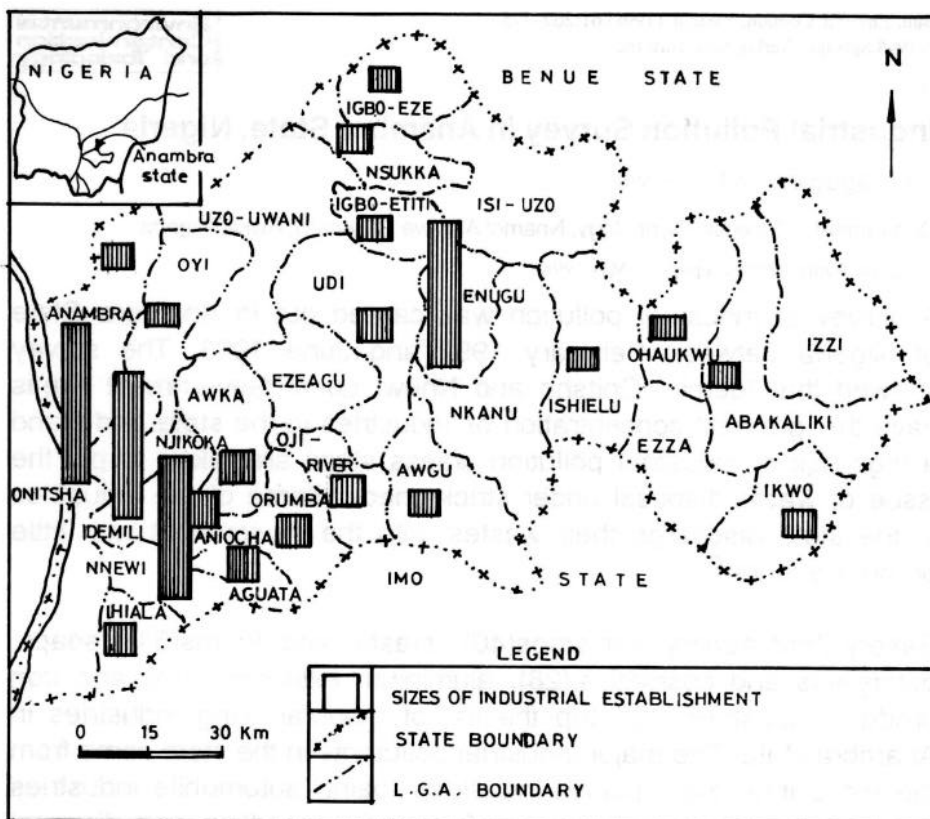 NIGERIA
Anambra
state
N
BENUE STATE
IGBO-EZE
NSUKKA
IGBO-ETITI
ISI-UZO
UZO-UWANI
OYI
UDI
ENUGU
ANAMBRA
OHAUKWU
IZZI
AWKA
EZEAGU
NKANU
ISHIELU
EZZA
ABAKALIKI
NJIKOKA
OJI
RIVER
AWGU
IKWO
ONITSHA
ORUMBA
IDEMILI
ANIOCHA
NNEWI
AGUATA
IMO STATE
IHIALA
LEGEND
SIZES OF INDUSTRIAL ESTABLISHMENT
STATE BOUNDARY
L.G.A. BOUNDARY
0 15 30 Km